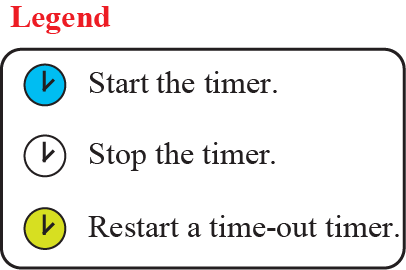 Legend
Start the timer.
Stop the timer.
Restart a time-out timer.